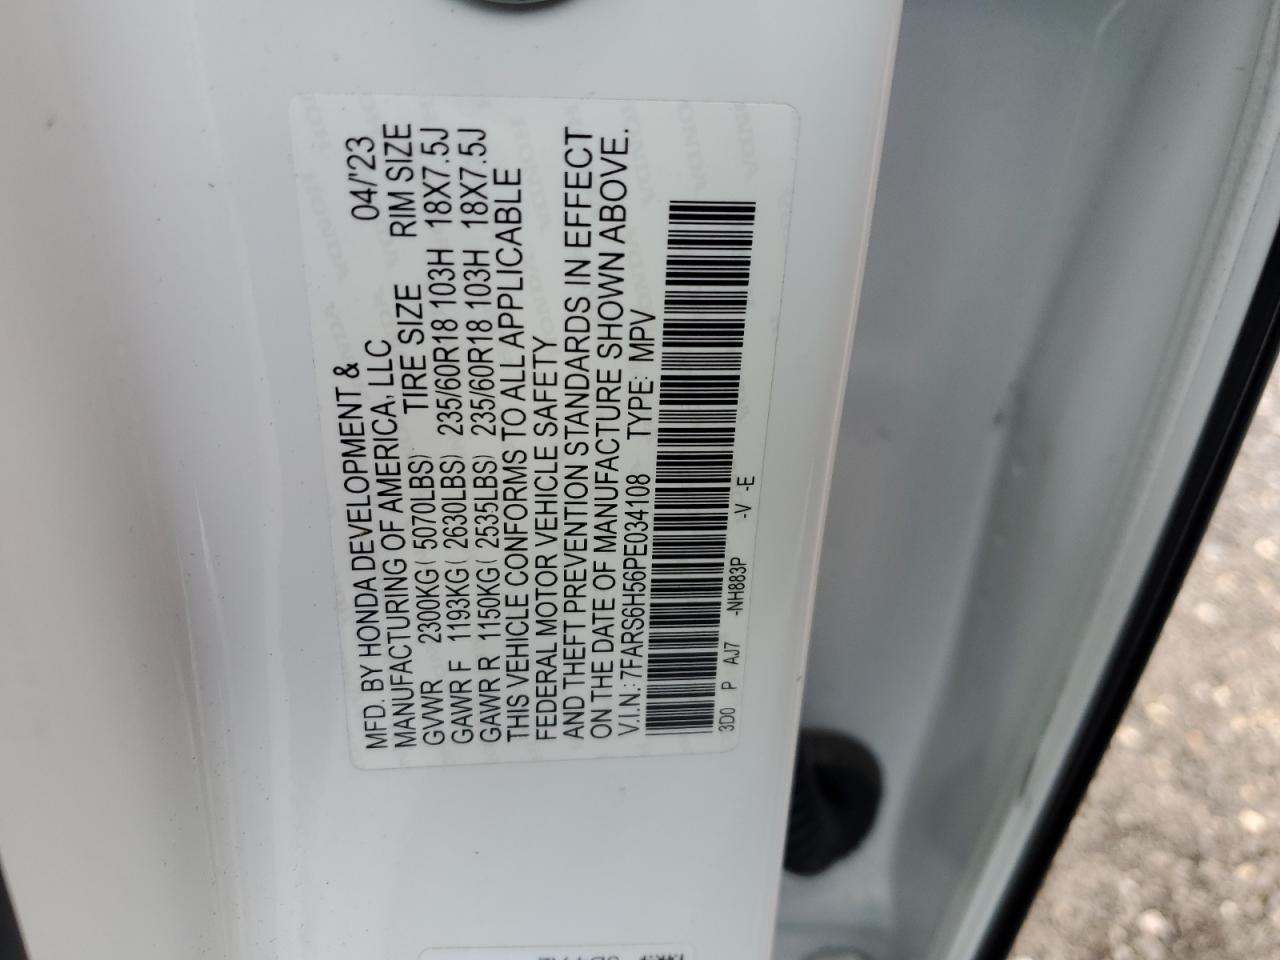 MFD. BY HONDA DEVELOPMENT &
MANUFACTURING OF AMERICA, LLC 04/'23
GVWR 2300KG( 5070LBS) TIRE SIZE RIM SIZE
GAWR F 1193KG( 2630LBS) 235/60R18 103H 18X7.5J
GAWR R 1150KG( 2535LBS) 235/60R18 103H 18X7.5J
THIS VEHICLE CONFORMS TO ALL APPLICABLE
FEDERAL MOTOR VEHICLE SAFETY
AND THEFT PREVENTION STANDARDS IN EFFECT
ON THE DATE OF MANUFACTURE SHOWN ABOVE.
V.I.N.: 7FARS6H56PE034108 TYPE: MPV
3D0 P AJ7 -NH883P -V -E